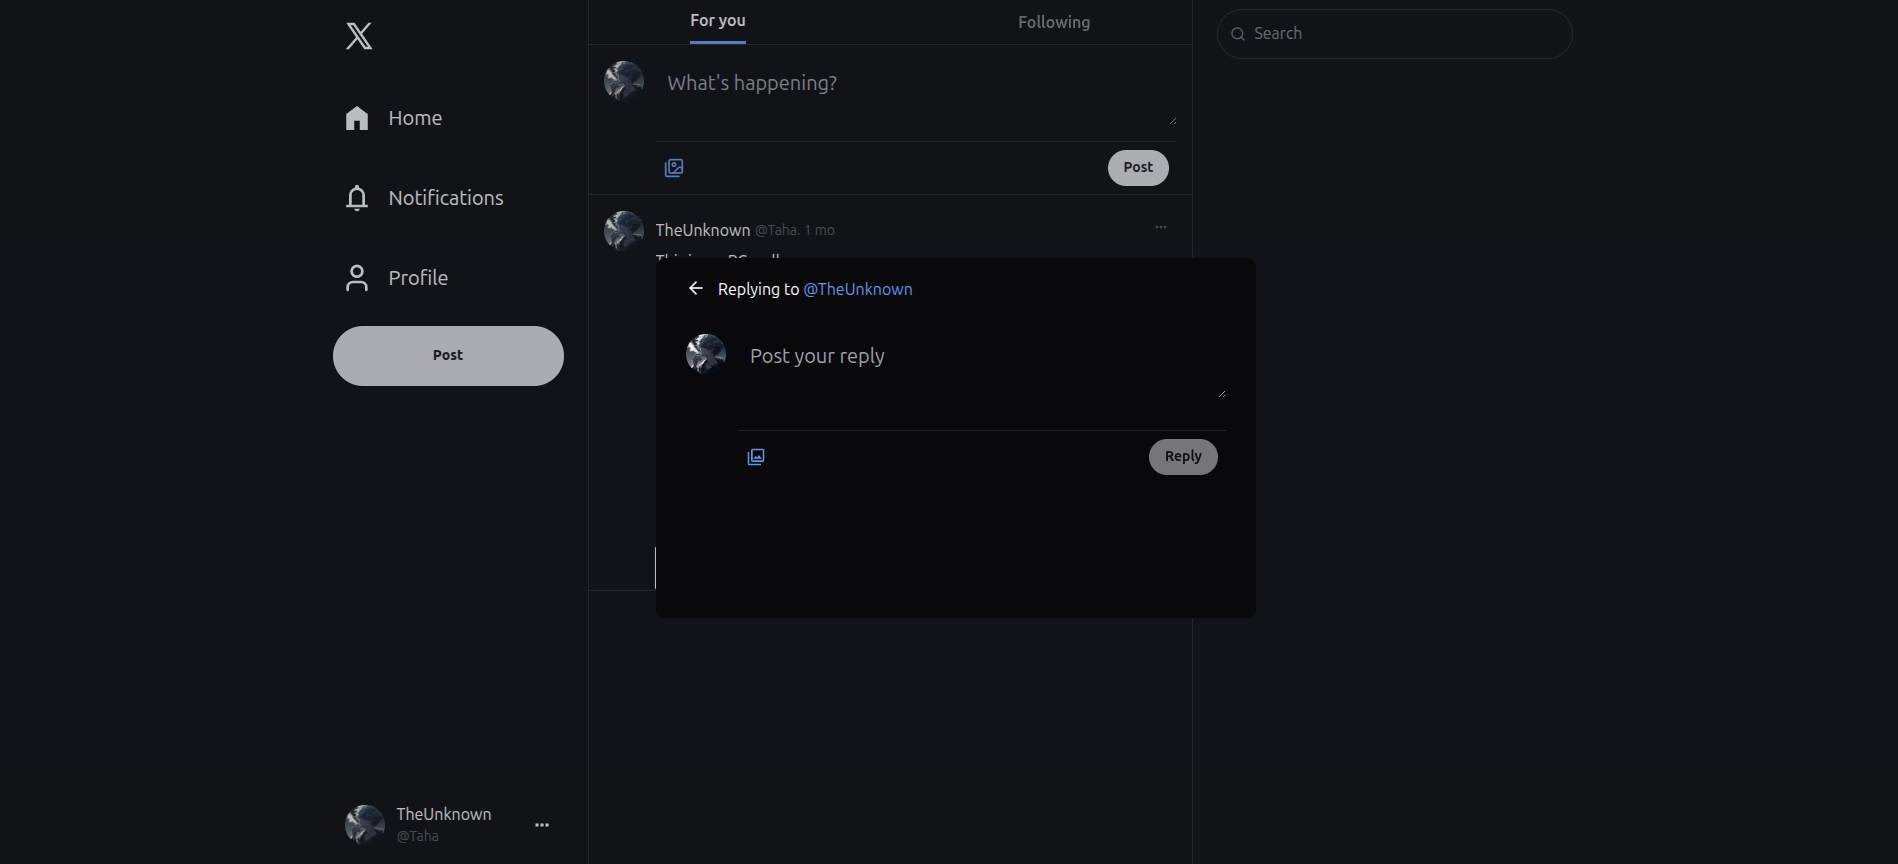 For you
Following
Search
Home
Notifications
Profile
Post
What's happening?
Post
TheUnknown @Taha. 1 mo
Replying to @TheUnknown
Post your reply
Reply
TheUnknown
@Taha